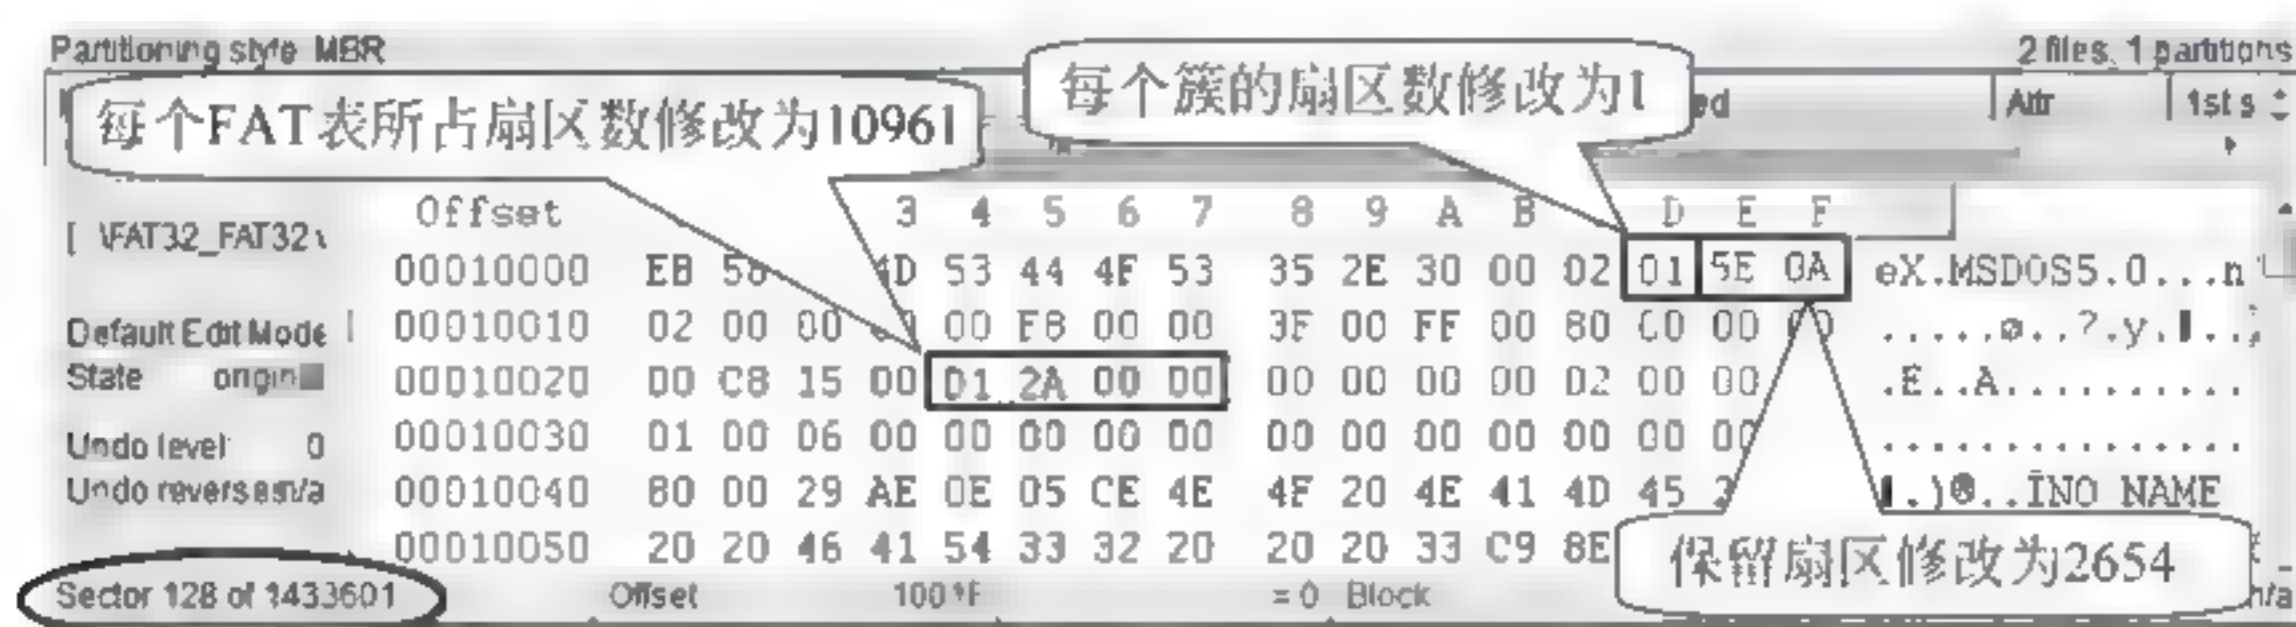 Partitioning style MBR
2 files, 1 partitions
每个FAT表所占扇区数修改为10961
每个簇的扇区数修改为1
ed
Attr
1st s
Offset 3 4 5 6 7 8 9 A B D E F
[ \FAT32_FAT32\
00010000 EB 58 4D 53 44 4F 53 35 2E 30 00 02 01 5E 0A eX.MSDOS5.0...n
Default Edit Mode
00010010 02 00 00 00 F8 00 00 3F 00 FF 00 80 00 00 00 .....ø..?.y.
State original
00010020 00 C8 15 00 D1 2A 00 00 00 00 00 00 02 00 00 .E..A..........
Undo level: 0
00010030 01 00 06 00 00 00 00 00 00 00 00 00 00 00 00 ................
Undo reverses n/a
00010040 80 00 29 AE 0E 05 CE 4E 4F 20 4E 41 4D 45 2 .)®..ÎNO NAME
00010050 20 20 46 41 54 33 32 20 20 20 33 C9 8E
保留扇区修改为2654
Sector 128 of 1433601
Offset
= 0 Block
n/a